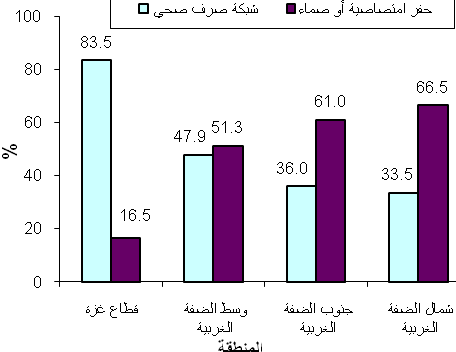 شبكة صرف صحي
حفر امتصاصية أو صماء
100
80
60
40
20
0
%
83.5
16.5
47.9
51.3
36.0
61.0
33.5
66.5
قطاع غزة
وسط الضفة
الغربية
جنوب الضفة
الغربية
شمال الضفة
الغربية
المنطقة